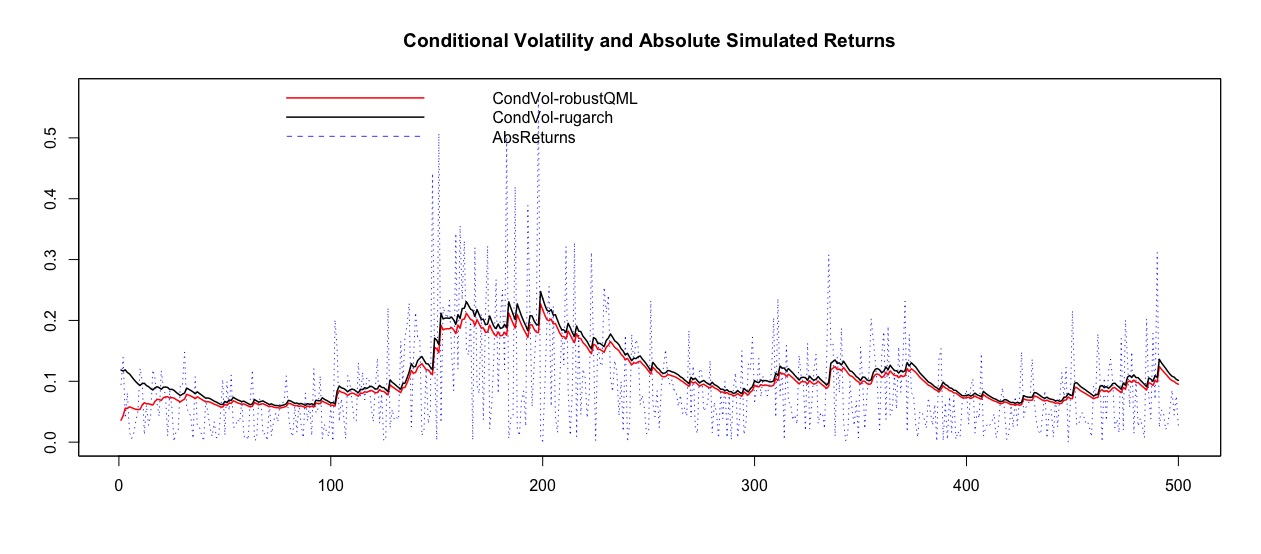 Conditional Volatility and Absolute Simulated Returns
CondVol-robustQML
CondVol-rugarch
AbsReturns
0.5
0.4
0.3
0.2
0.1
0.0
0 100 200 300 400 500